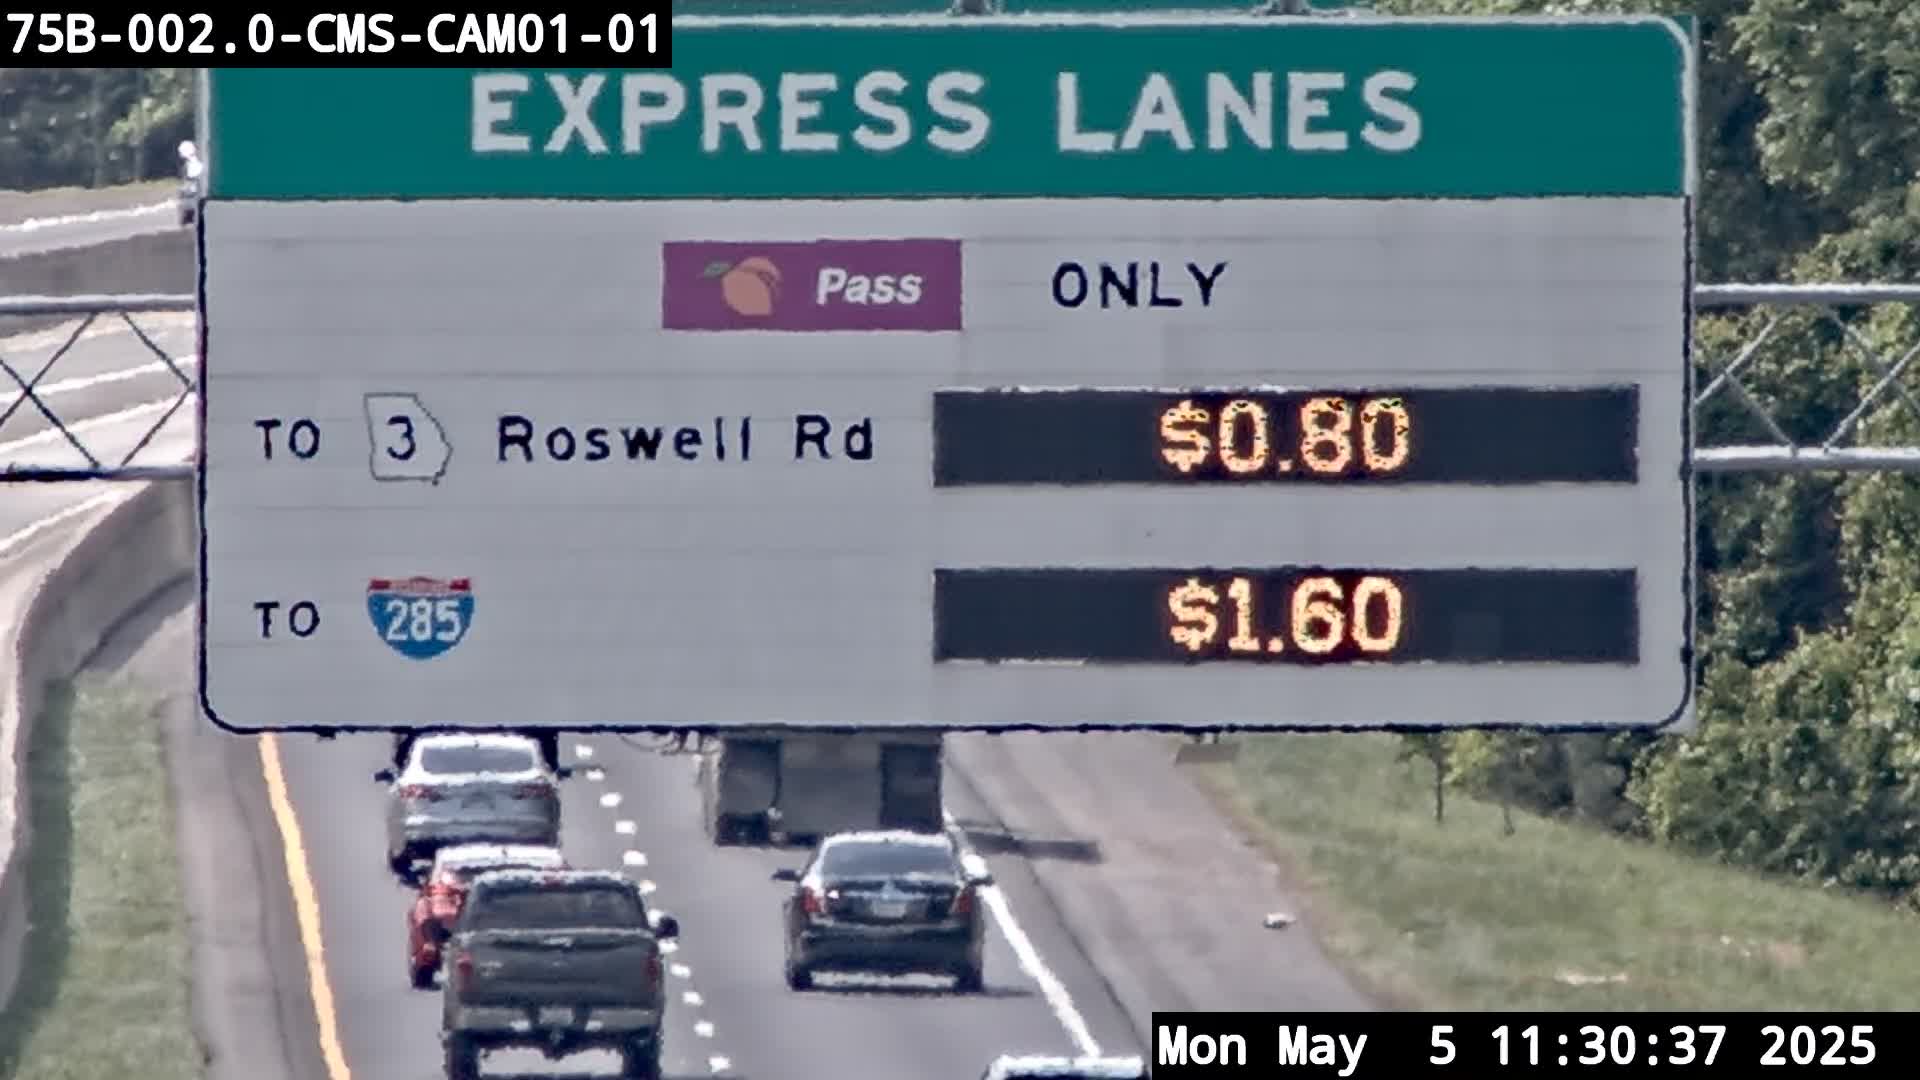 75B-002.0-CMS-CAM01-01
EXPRESS LANES
Pass ONLY
TO 3 Roswell Rd $0.80
TO 285 $1.60
Mon May 5 11:30:37 2025